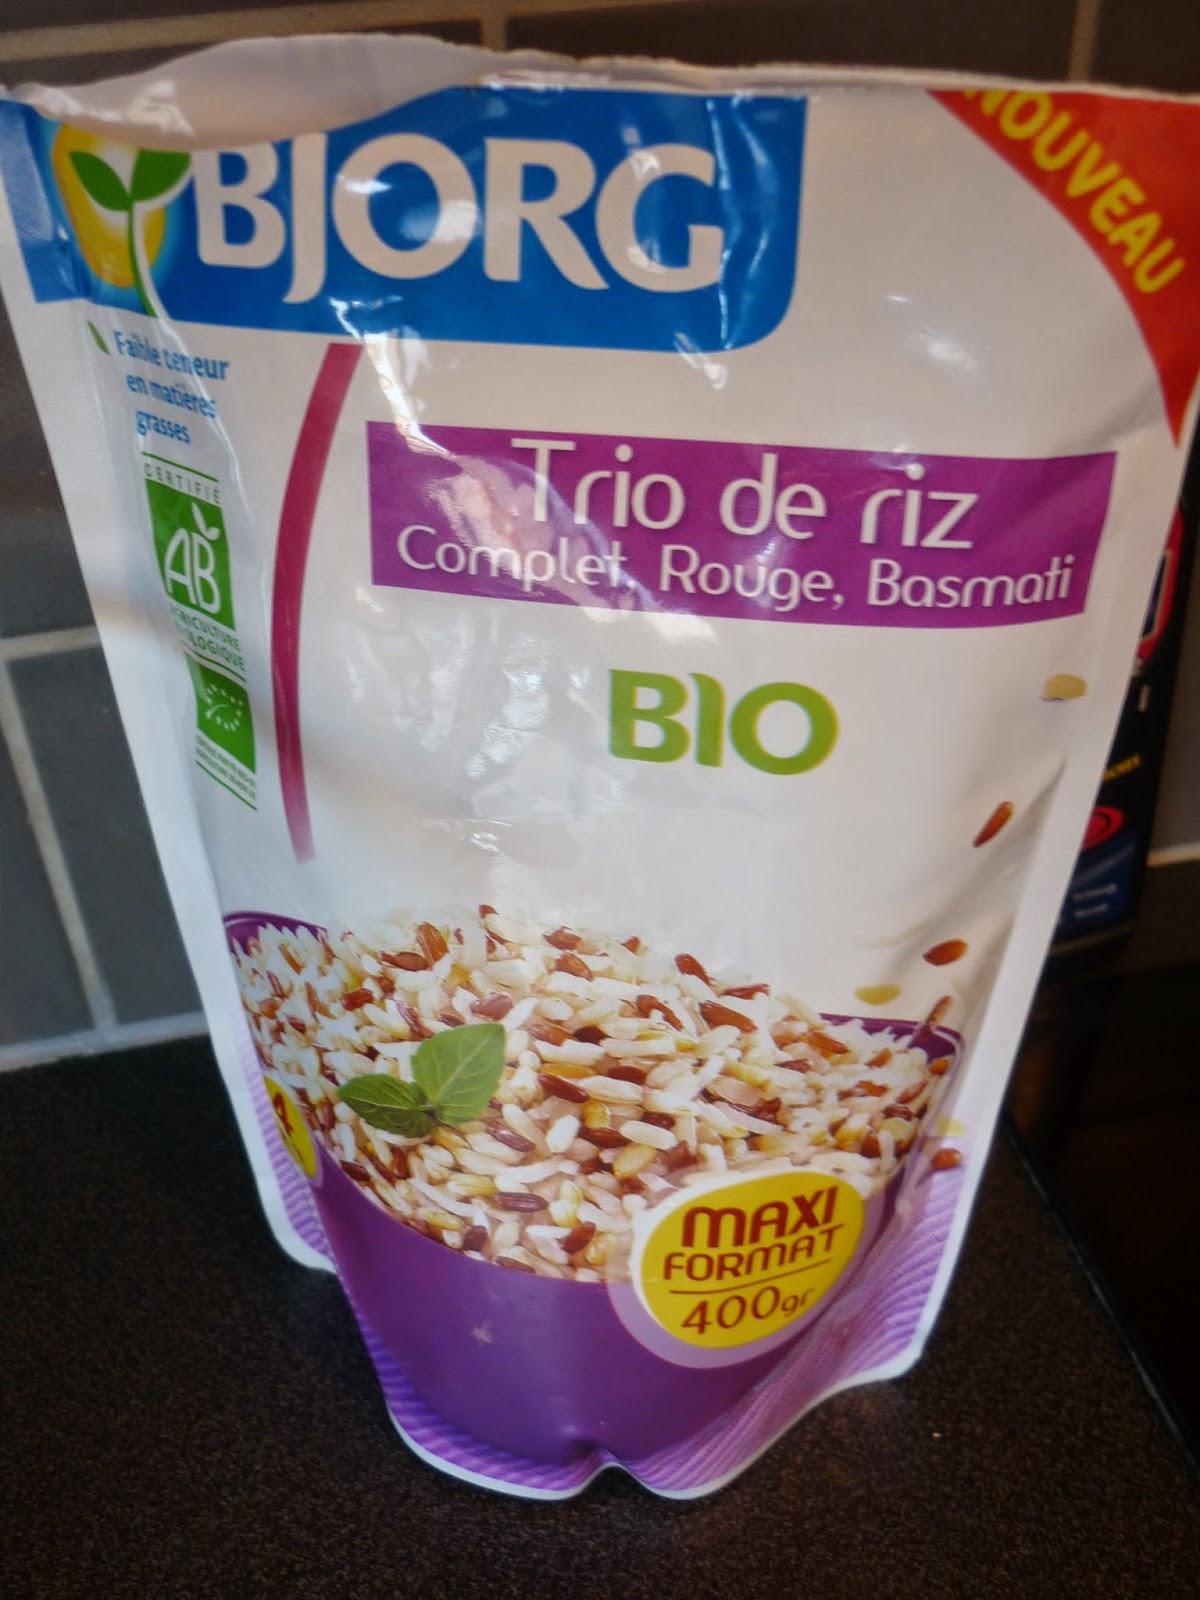 BJORG
NOUVEAU
Faible teneur
en matières
grasses
CERTIFIÉ
AB
AGRICULTURE
BIOLOGIQUE
Trio de riz
Complet, Rouge, Basmati
BIO
4
MAXI
FORMAT
400gr